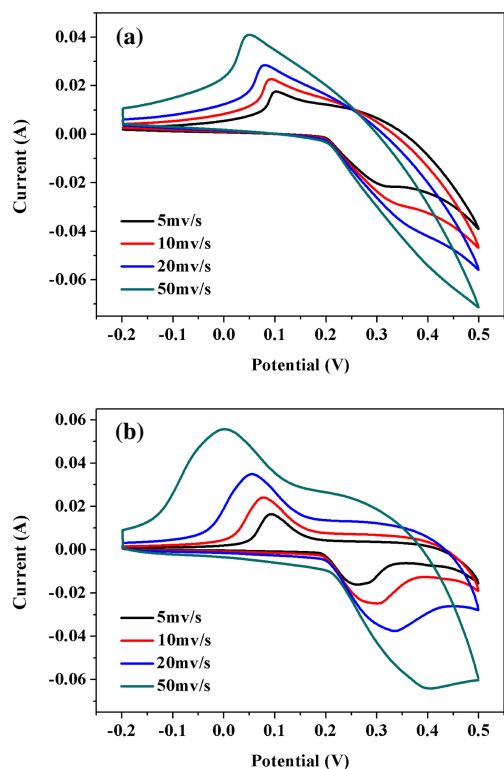 (a)
0.04
0.02
0.00
-0.02
-0.04
-0.06
Current (A)
5mv/s
10mv/s
20mv/s
50mv/s
-0.2 -0.1 0.0 0.1 0.2 0.3 0.4 0.5
Potential (V)
(b)
0.06
0.04
0.02
0.00
-0.02
-0.04
-0.06
Current (A)
5mv/s
10mv/s
20mv/s
50mv/s
-0.2 -0.1 0.0 0.1 0.2 0.3 0.4 0.5
Potential (V)